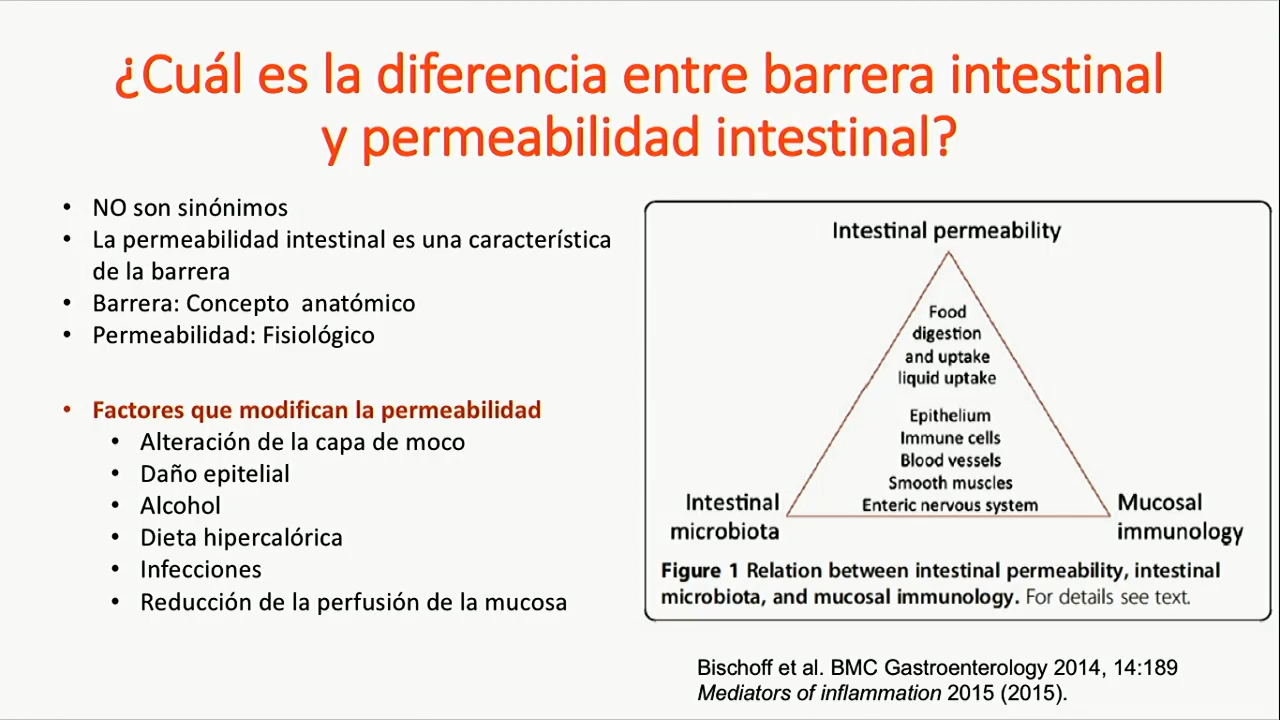 ¿Cuál es la diferencia entre barrera intestinal
y permeabilidad intestinal?
• NO son sinónimos
• La permeabilidad intestinal es una característica
de la barrera
• Barrera: Concepto anatómico
• Permeabilidad: Fisiológico
• Factores que modifican la permeabilidad
• Alteración de la capa de moco
• Daño epitelial
• Alcohol
• Dieta hipercalórica
• Infecciones
• Reducción de la perfusión de la mucosa
Intestinal permeability
Food
digestion
and uptake
liquid uptake
Epithelium
Immune cells
Blood vessels
Smooth muscles
Enteric nervous system
Intestinal
microbiota
Mucosal
immunology
Figure 1 Relation between intestinal permeability, intestinal
microbiota, and mucosal immunology. For details see text.
Bischoff et al. BMC Gastroenterology 2014, 14:189
Mediators of inflammation 2015 (2015).